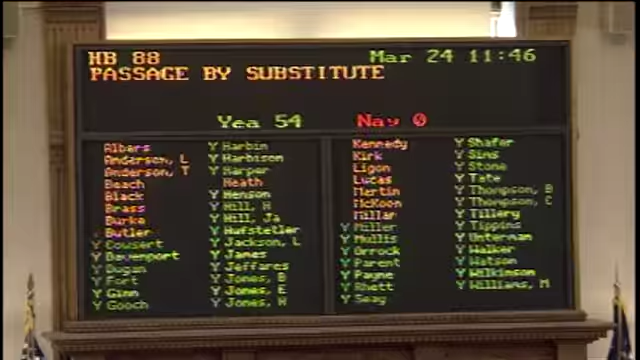 HB 88
Mar 24 11:46
PASSAGE BY SUBSTITUTE
Yea 54
Nay 0
Albers
Anderson, L
Anderson, T
Beach
Black
Brass
Burke
Butler
Y Cowsert
Y Davenport
Y Dugan
Y Fort
Y Ginn
Y Gooch
Y Harbin
Y Harbison
Y Harper
Heath
Y Henson
Y Hill, H
Y Hill, Ja
Y Hufstetler
Y Jackson, L
Y James
Y Jeffares
Y Jones, B
Y Jones, E
Y Jones, H
Kennedy
Kirk
Ligon
Lucas
Martin
McKoon
Millar
Y Miller
Y Mullis
Y Orrock
Y Parent
Y Payne
Y Rhett
Y Seay
Y Shafer
Y Sims
Y Stone
Y Tate
Y Thompson, B
Y Thompson, C
Y Tillery
Y Tippins
Y Unterman
Y Walker
Y Watson
Y Wilkinson
Y Williams, M